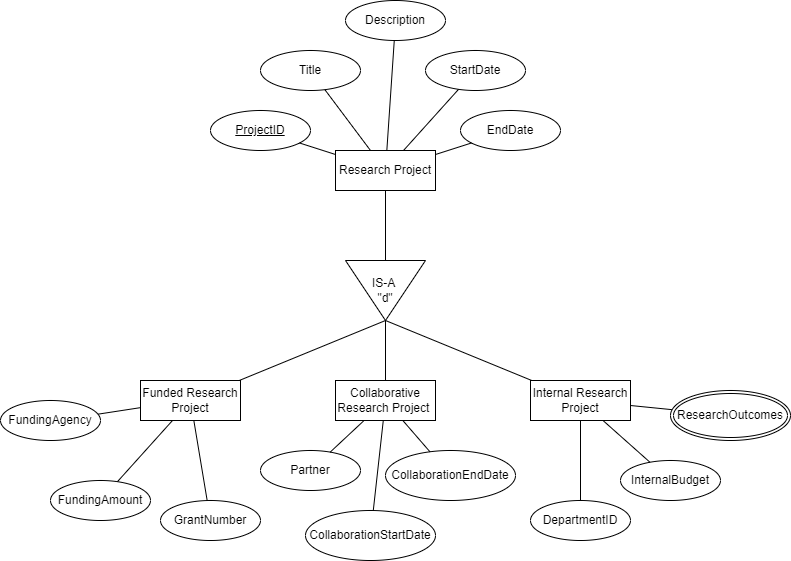 Description
Title
StartDate
ProjectID
EndDate
Research Project
IS-A
"d"
Funded Research
Project
Collaborative
Research Project
Internal Research
Project
FundingAgency
ResearchOutcomes
Partner
CollaborationEndDate
InternalBudget
FundingAmount
GrantNumber
CollaborationStartDate
DepartmentID